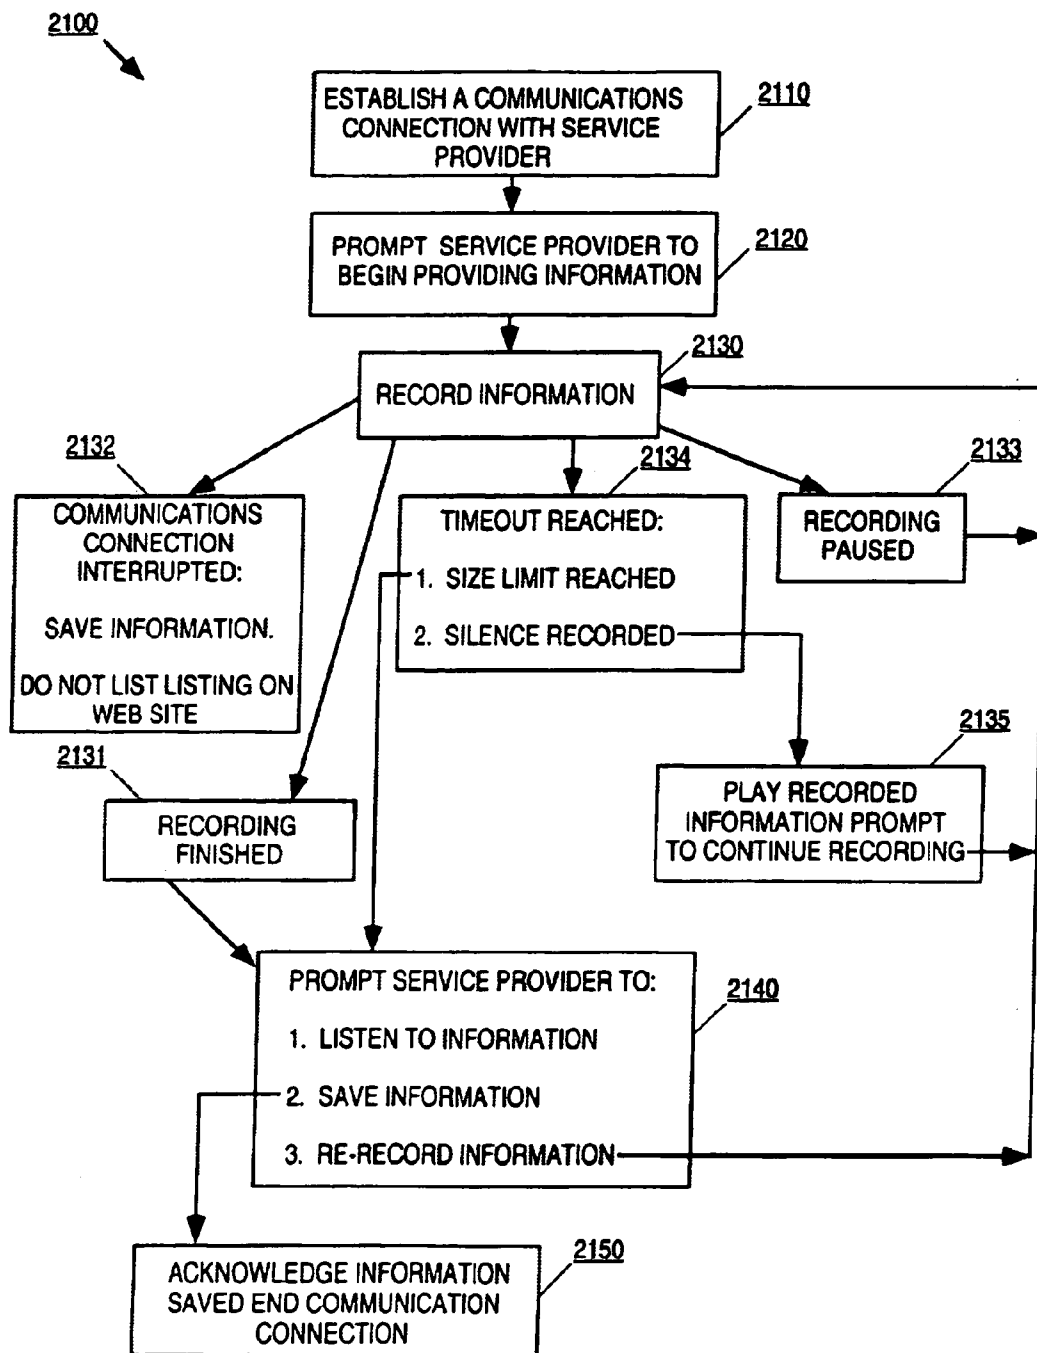 2100
ESTABLISH A COMMUNICATIONS
CONNECTION WITH SERVICE
PROVIDER
2110
PROMPT SERVICE PROVIDER TO
BEGIN PROVIDING INFORMATION
2120
2130
RECORD INFORMATION
2132
COMMUNICATIONS
CONNECTION
INTERRUPTED:
SAVE INFORMATION.
DO NOT LIST LISTING ON
WEB SITE
2134
TIMEOUT REACHED:
1. SIZE LIMIT REACHED
2. SILENCE RECORDED
2133
RECORDING
PAUSED
2131
RECORDING
FINISHED
2135
PLAY RECORDED
INFORMATION PROMPT
TO CONTINUE RECORDING
PROMPT SERVICE PROVIDER TO:
1. LISTEN TO INFORMATION
2. SAVE INFORMATION
3. RE-RECORD INFORMATION
2140
ACKNOWLEDGE INFORMATION
SAVED END COMMUNICATION
CONNECTION
2150